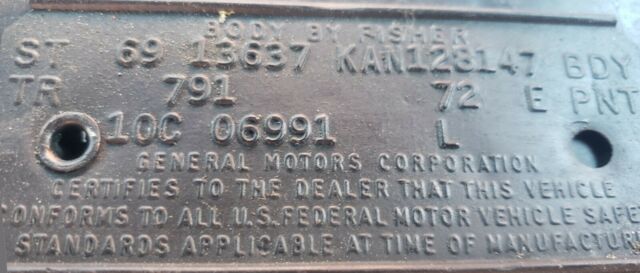 BODY BY FISHER
ST 69 13637 KAN128147 BDY
TR 791 72 E PNT
10C 06991 L
GENERAL MOTORS CORPORATION
CERTIFIES TO THE DEALER THAT THIS VEHICLE
CONFORMS TO ALL U.S. FEDERAL MOTOR VEHICLE SAFE
STANDARDS APPLICABLE AT TIME OF MANUFACTUR